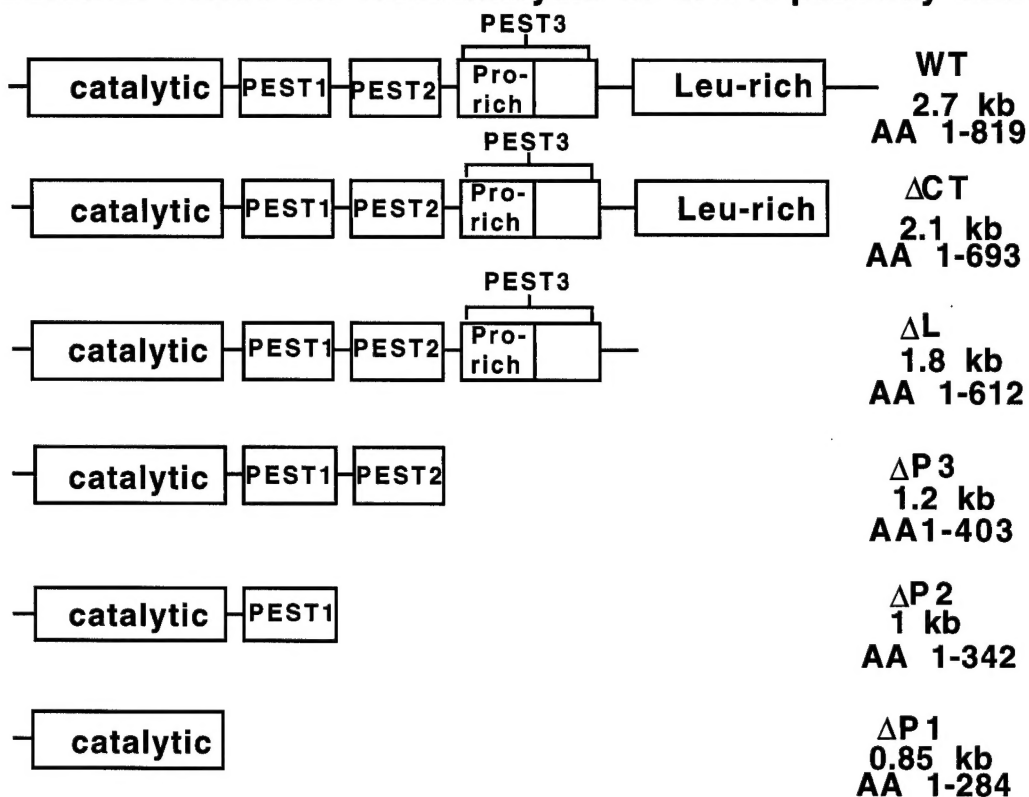 PEST3
catalytic PEST1 PEST2 Pro-rich Leu-rich
WT
2.7 kb
AA 1-819
PEST3
catalytic PEST1 PEST2 Pro-rich Leu-rich
ΔCT
2.1 kb
AA 1-693
PEST3
catalytic PEST1 PEST2 Pro-rich
ΔL
1.8 kb
AA 1-612
catalytic PEST1 PEST2
ΔP3
1.2 kb
AA1-403
catalytic PEST1
ΔP2
1 kb
AA 1-342
catalytic
ΔP1
0.85 kb
AA 1-284